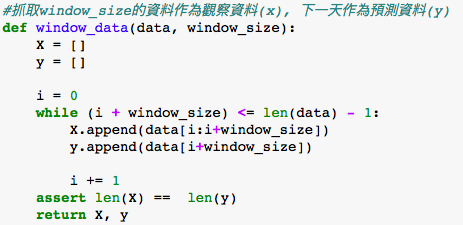 #抓取window_size的資料作為觀察資料(x), 下一天作為預測資料(y)
def window_data(data, window_size):
    X = []
    y = []

    i = 0
    while (i + window_size) <= len(data) - 1:
        X.append(data[i:i+window_size])
        y.append(data[i+window_size])

        i += 1
    assert len(X) ==  len(y)
    return X, y